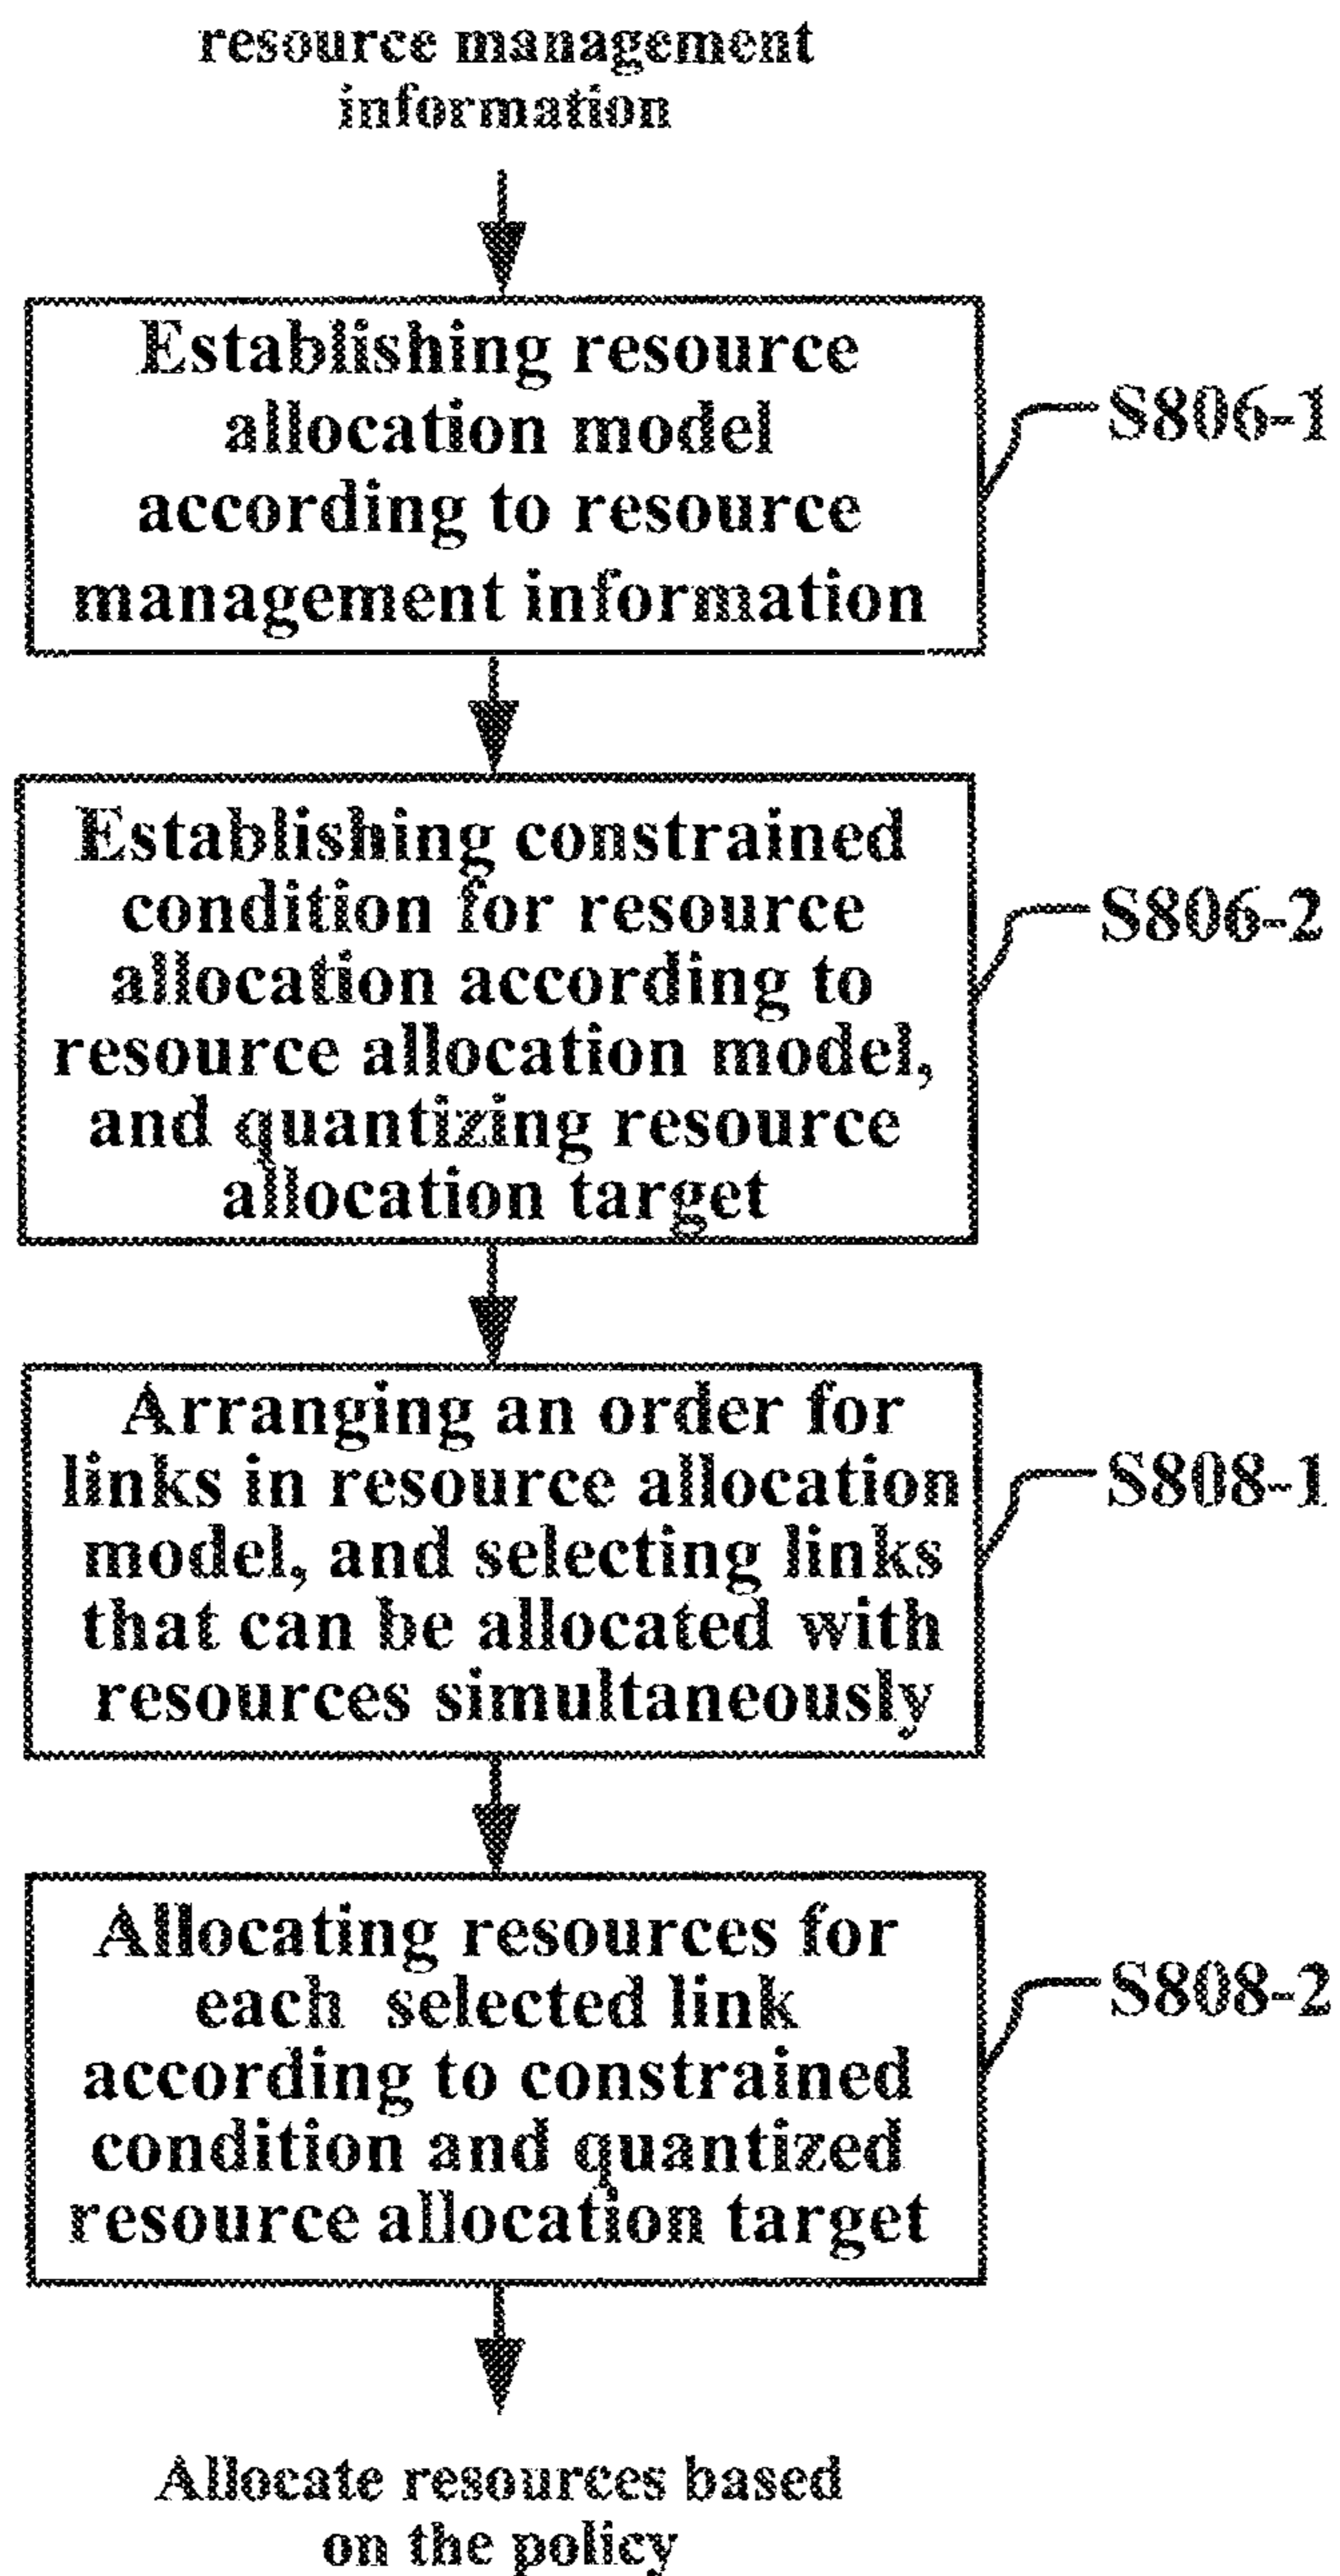 resource management
information
Establishing resource
allocation model
according to resource
management information
S806-1
Establishing constrained
condition for resource
allocation according to
resource allocation model,
and quantizing resource
allocation target
S806-2
Arranging an order for
links in resource allocation
model, and selecting links
that can be allocated with
resources simultaneously
S808-1
Allocating resources for
each selected link
according to constrained
condition and quantized
resource allocation target
S808-2
Allocate resources based
on the policy